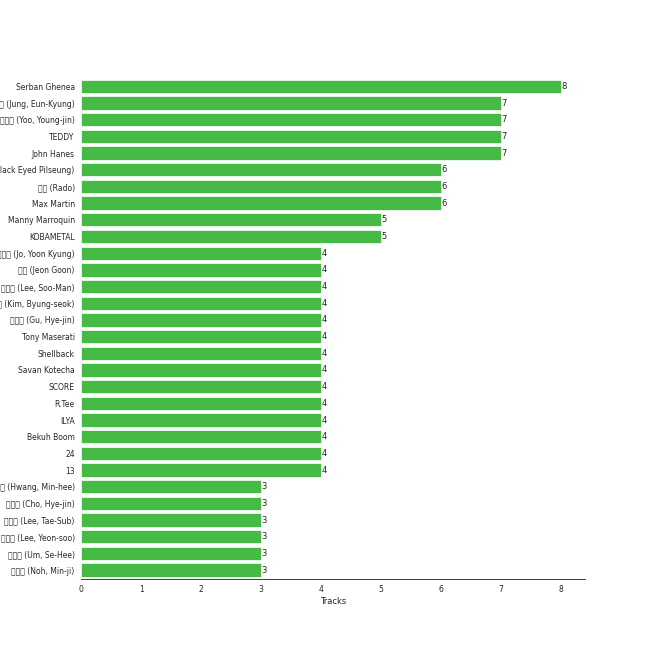 Serban Ghenea 8
(Jung, Eun-Kyung) 7
(Yoo, Young-jin) 7
TEDDY 7
John Hanes 7
lack Eyed Pilseung) 6
(Rado) 6
Max Martin 6
Manny Marroquin 5
KOBAMETAL 5
(Jo, Yoon Kyung) 4
(Jeon Goon) 4
(Lee, Soo-Man) 4
(Kim, Byung-seok) 4
(Gu, Hye-jin) 4
Tony Maserati 4
Shellback 4
Savan Kotecha 4
SCORE 4
R.Tee 4
ILYA 4
Bekuh Boom 4
24 4
13 4
(Hwang, Min-hee) 3
(Cho, Hye-jin) 3
(Lee, Tae-Sub) 3
(Lee, Yeon-soo) 3
(Um, Se-Hee) 3
(Noh, Min-ji) 3
0 1 2 3 4 5 6 7 8
Tracks